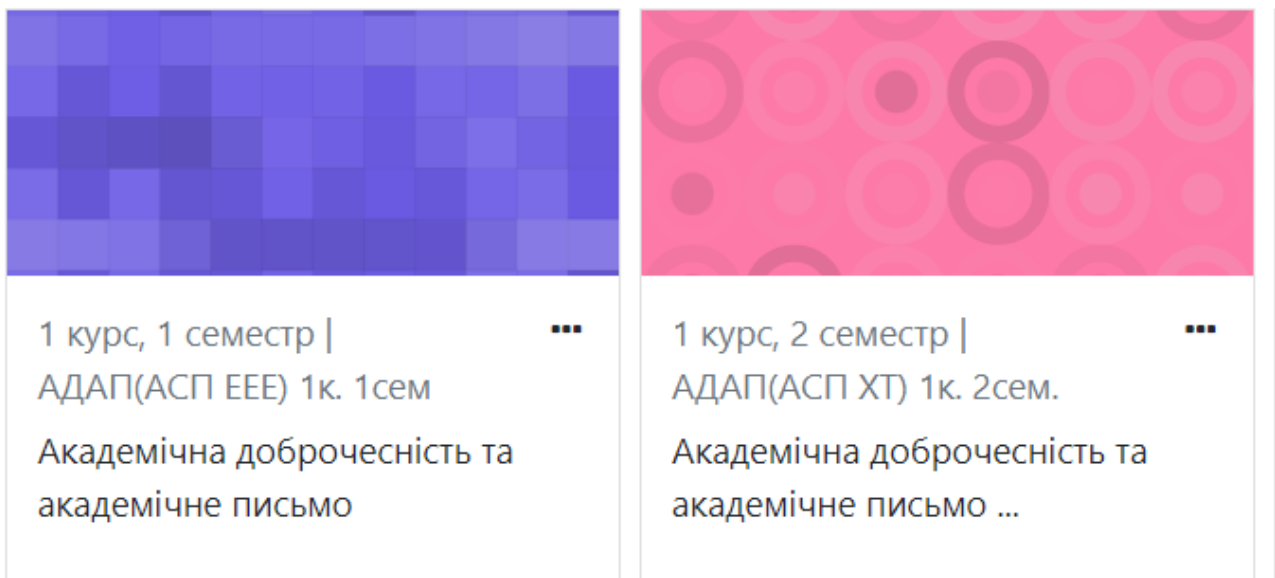 1 курс, 1 семестр |
АДАП(АСП ЕЕЕ) 1к. 1сем
Академічна доброчесність та
академічне письмо
1 курс, 2 семестр |
АДАП(АСП ХТ) 1к. 2сем.
Академічна доброчесність та
академічне письмо ...